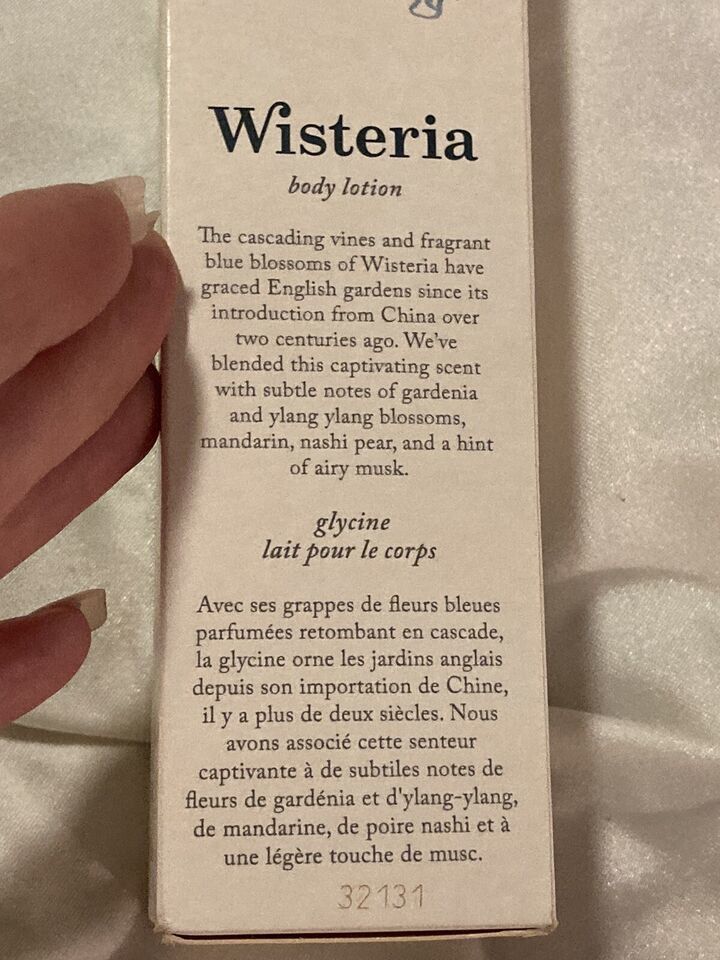 Wisteria
body lotion
The cascading vines and fragrant
blue blossoms of Wisteria have
graced English gardens since its
introduction from China over
two centuries ago. We've
blended this captivating scent
with subtle notes of gardenia
and ylang ylang blossoms,
mandarin, nashi pear, and a hint
of airy musk.
glycine
lait pour le corps
Avec ses grappes de fleurs bleues
parfumées retombant en cascade,
la glycine orne les jardins anglais
depuis son importation de Chine,
il y a plus de deux siècles. Nous
avons associé cette senteur
captivante à de subtiles notes de
fleurs de gardénia et d'ylang-ylang,
de mandarine, de poire nashi et à
une légère touche de musc.
32131